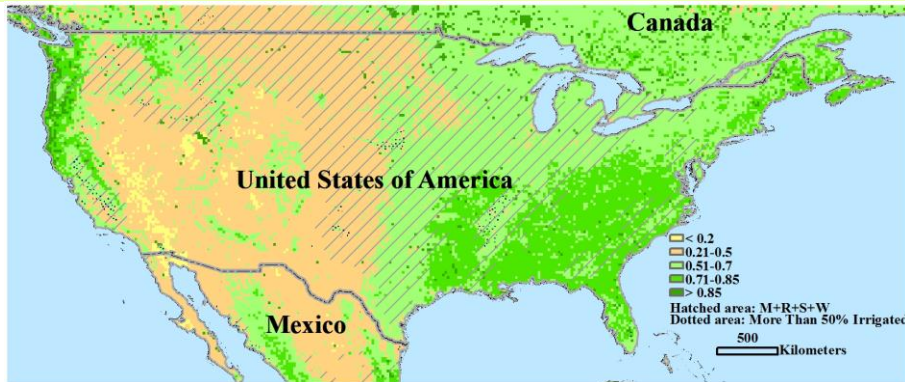 Canada
United States of America
Mexico
< 0.2
0.21-0.5
0.51-0.7
0.71-0.85
> 0.85
Hatched area: M+R+S+W
Dotted area: More Than 50% Irrigated
500
Kilometers